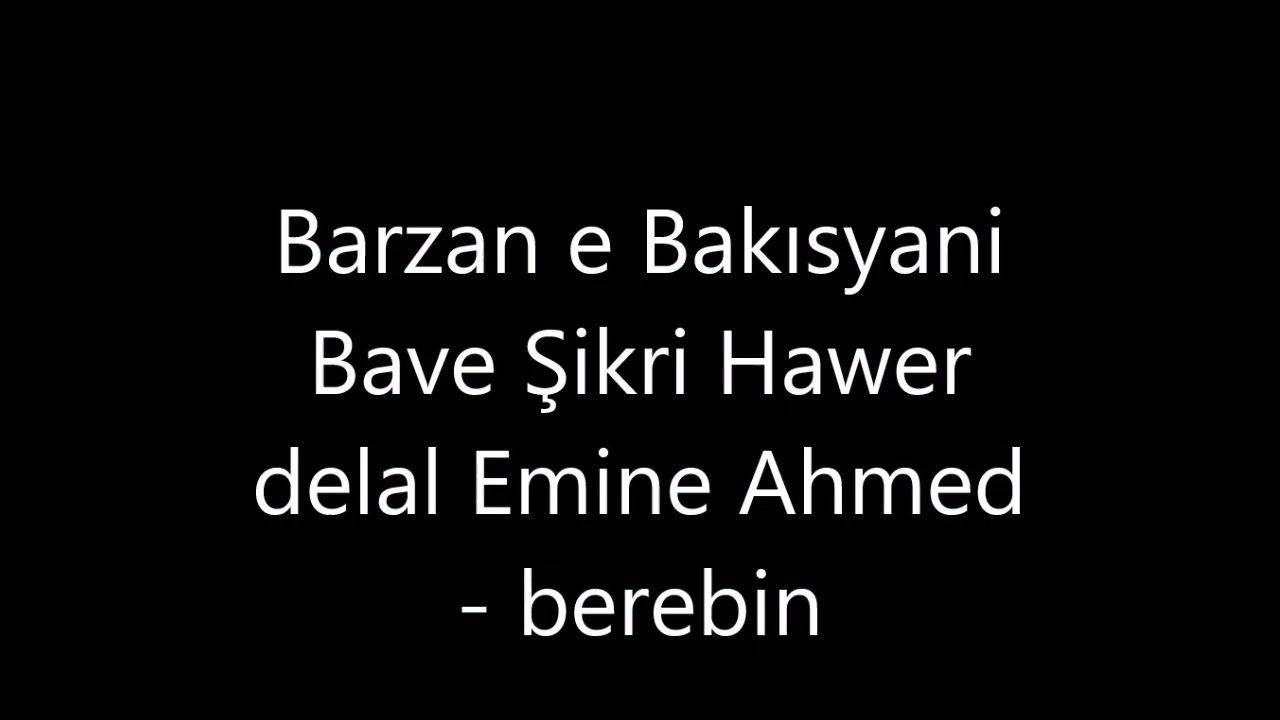 Barzan e Bakısyani
Bave Şikri Hawer
delal Emine Ahmed
- berebin